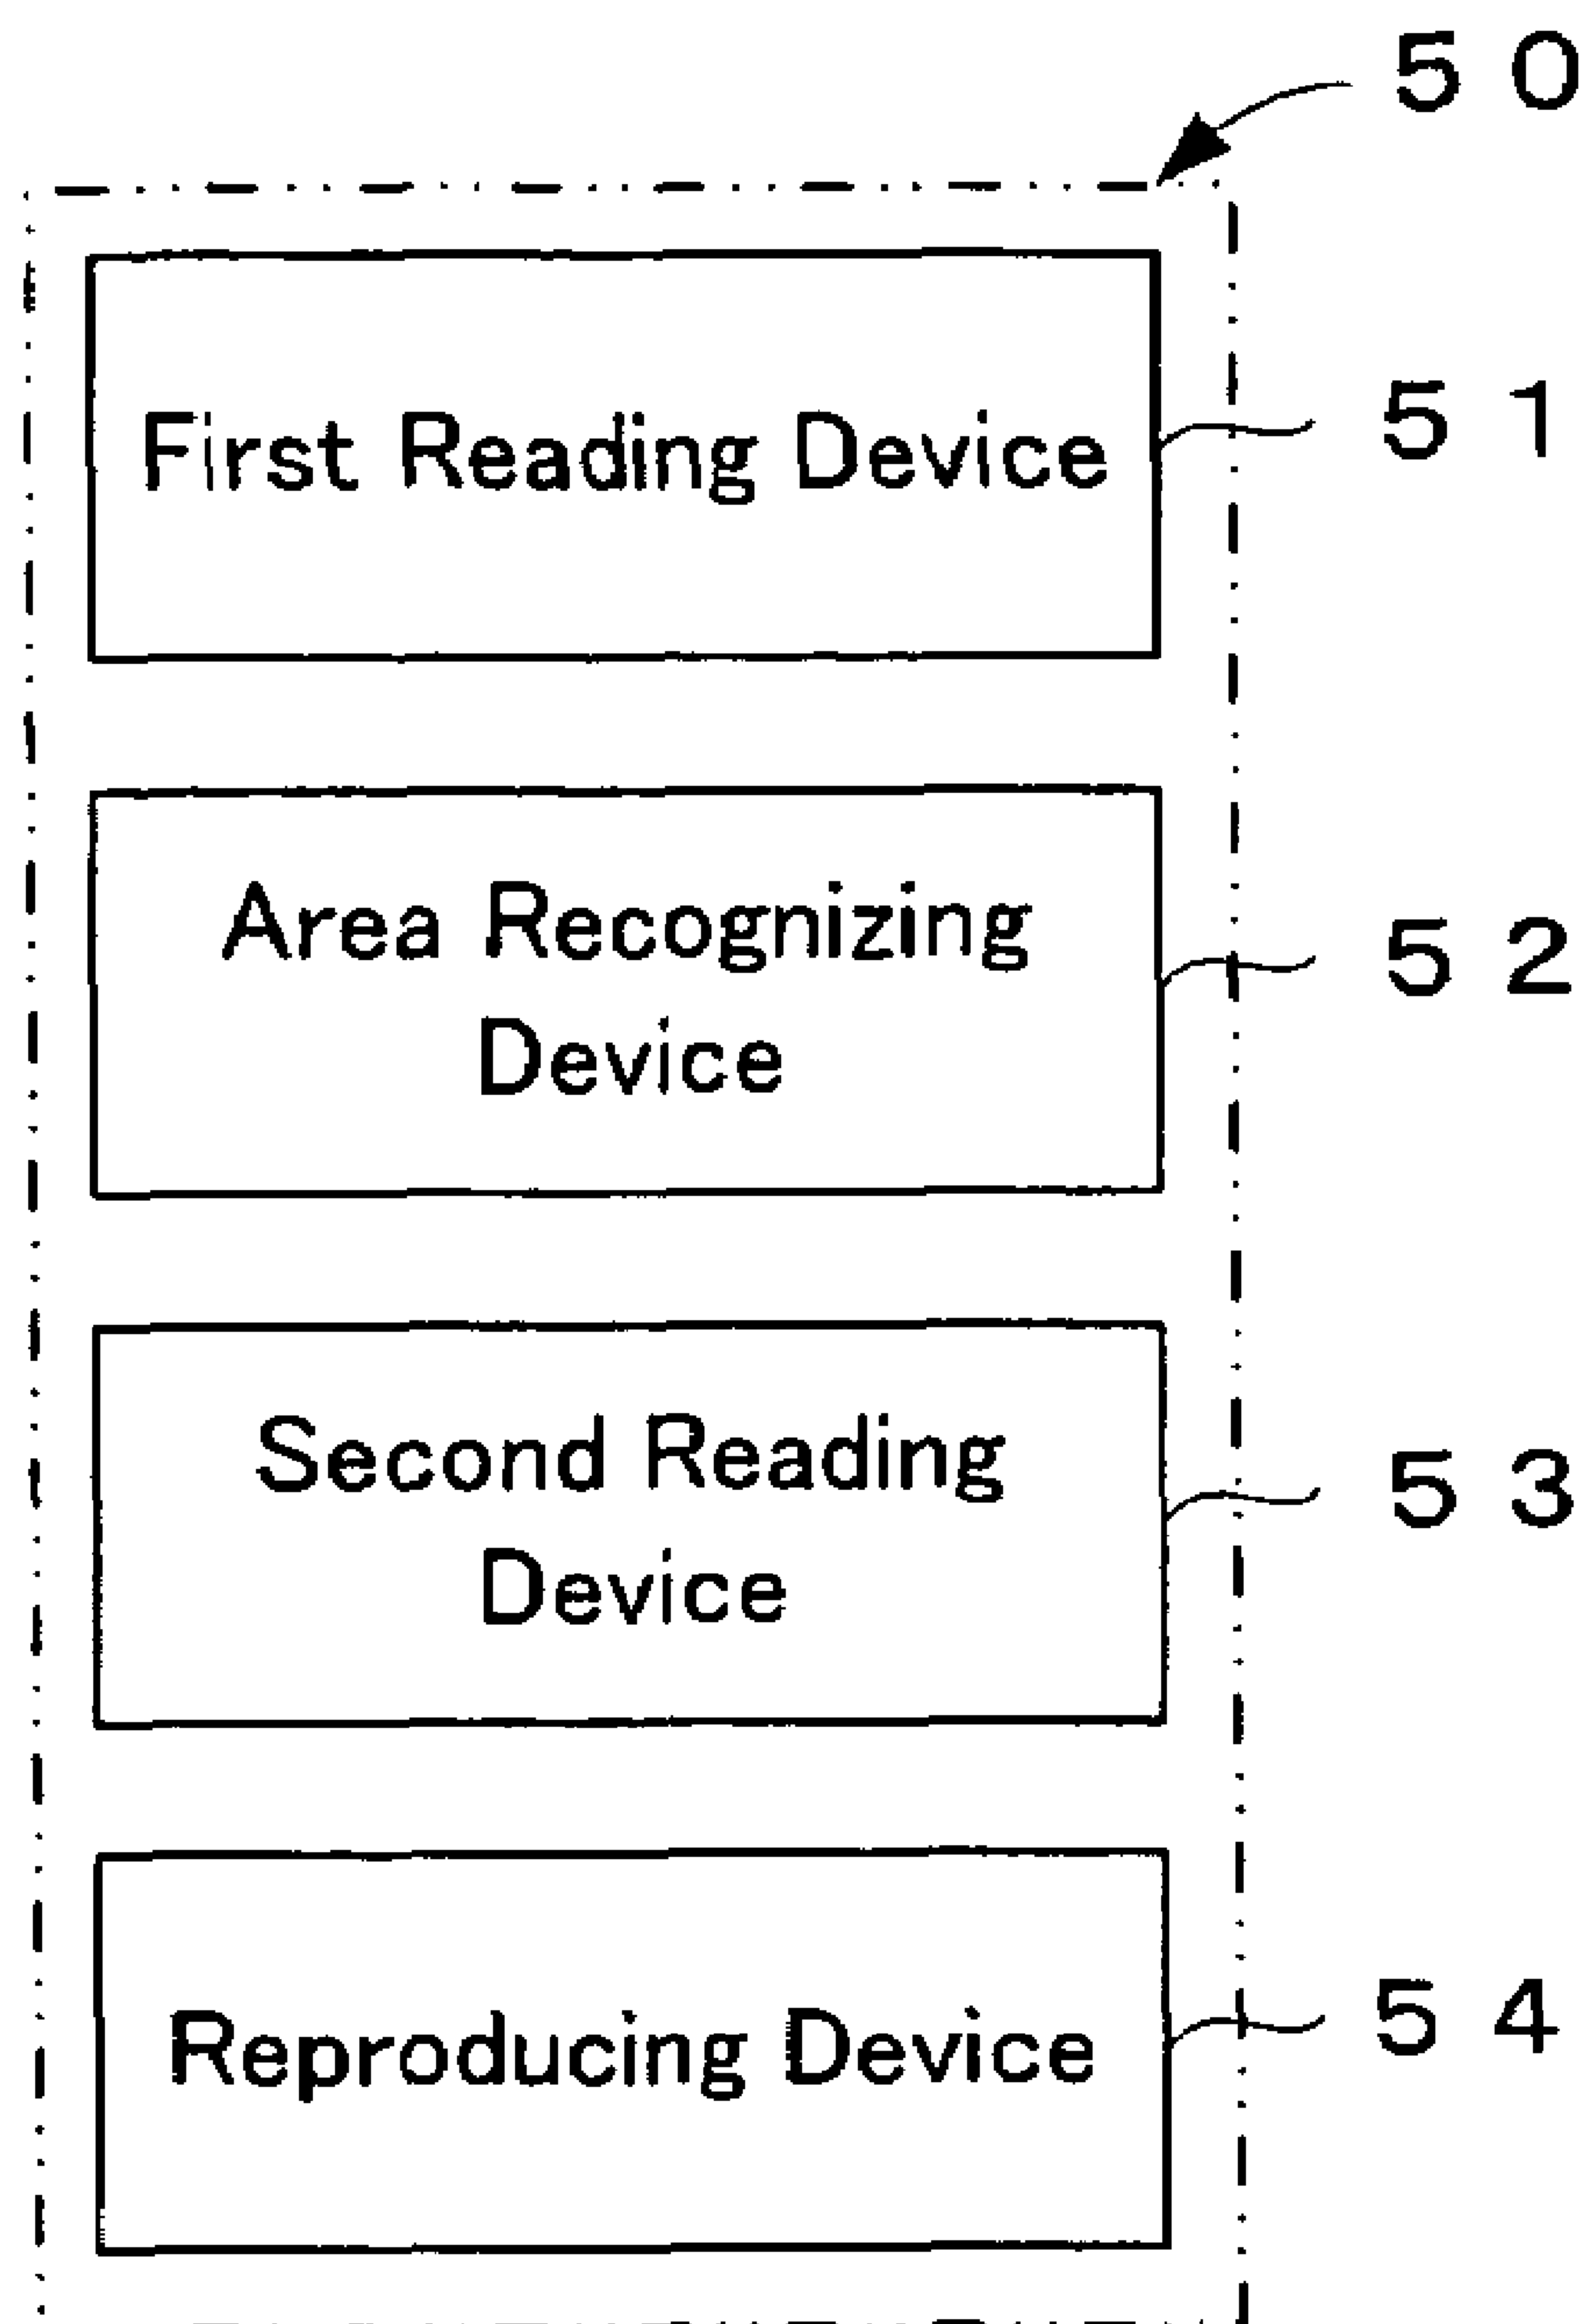 50
First Reading Device
51
Area Recognizing
Device
52
Second Reading
Device
53
Reproducing Device
54